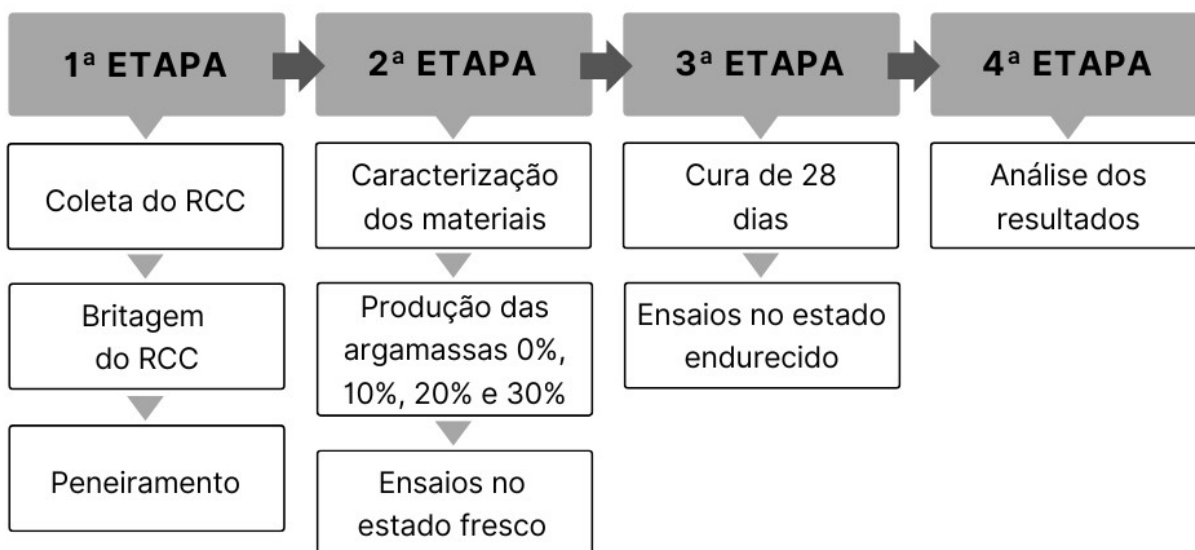 1ª ETAPA
2ª ETAPA
3ª ETAPA
4ª ETAPA
Coleta do RCC
Britagem
do RCC
Peneiramento
Caracterização
dos materiais
Produção das
argamassas 0%,
10%, 20% e 30%
Ensaios no
estado fresco
Cura de 28
dias
Ensaios no estado
endurecido
Análise dos
resultados